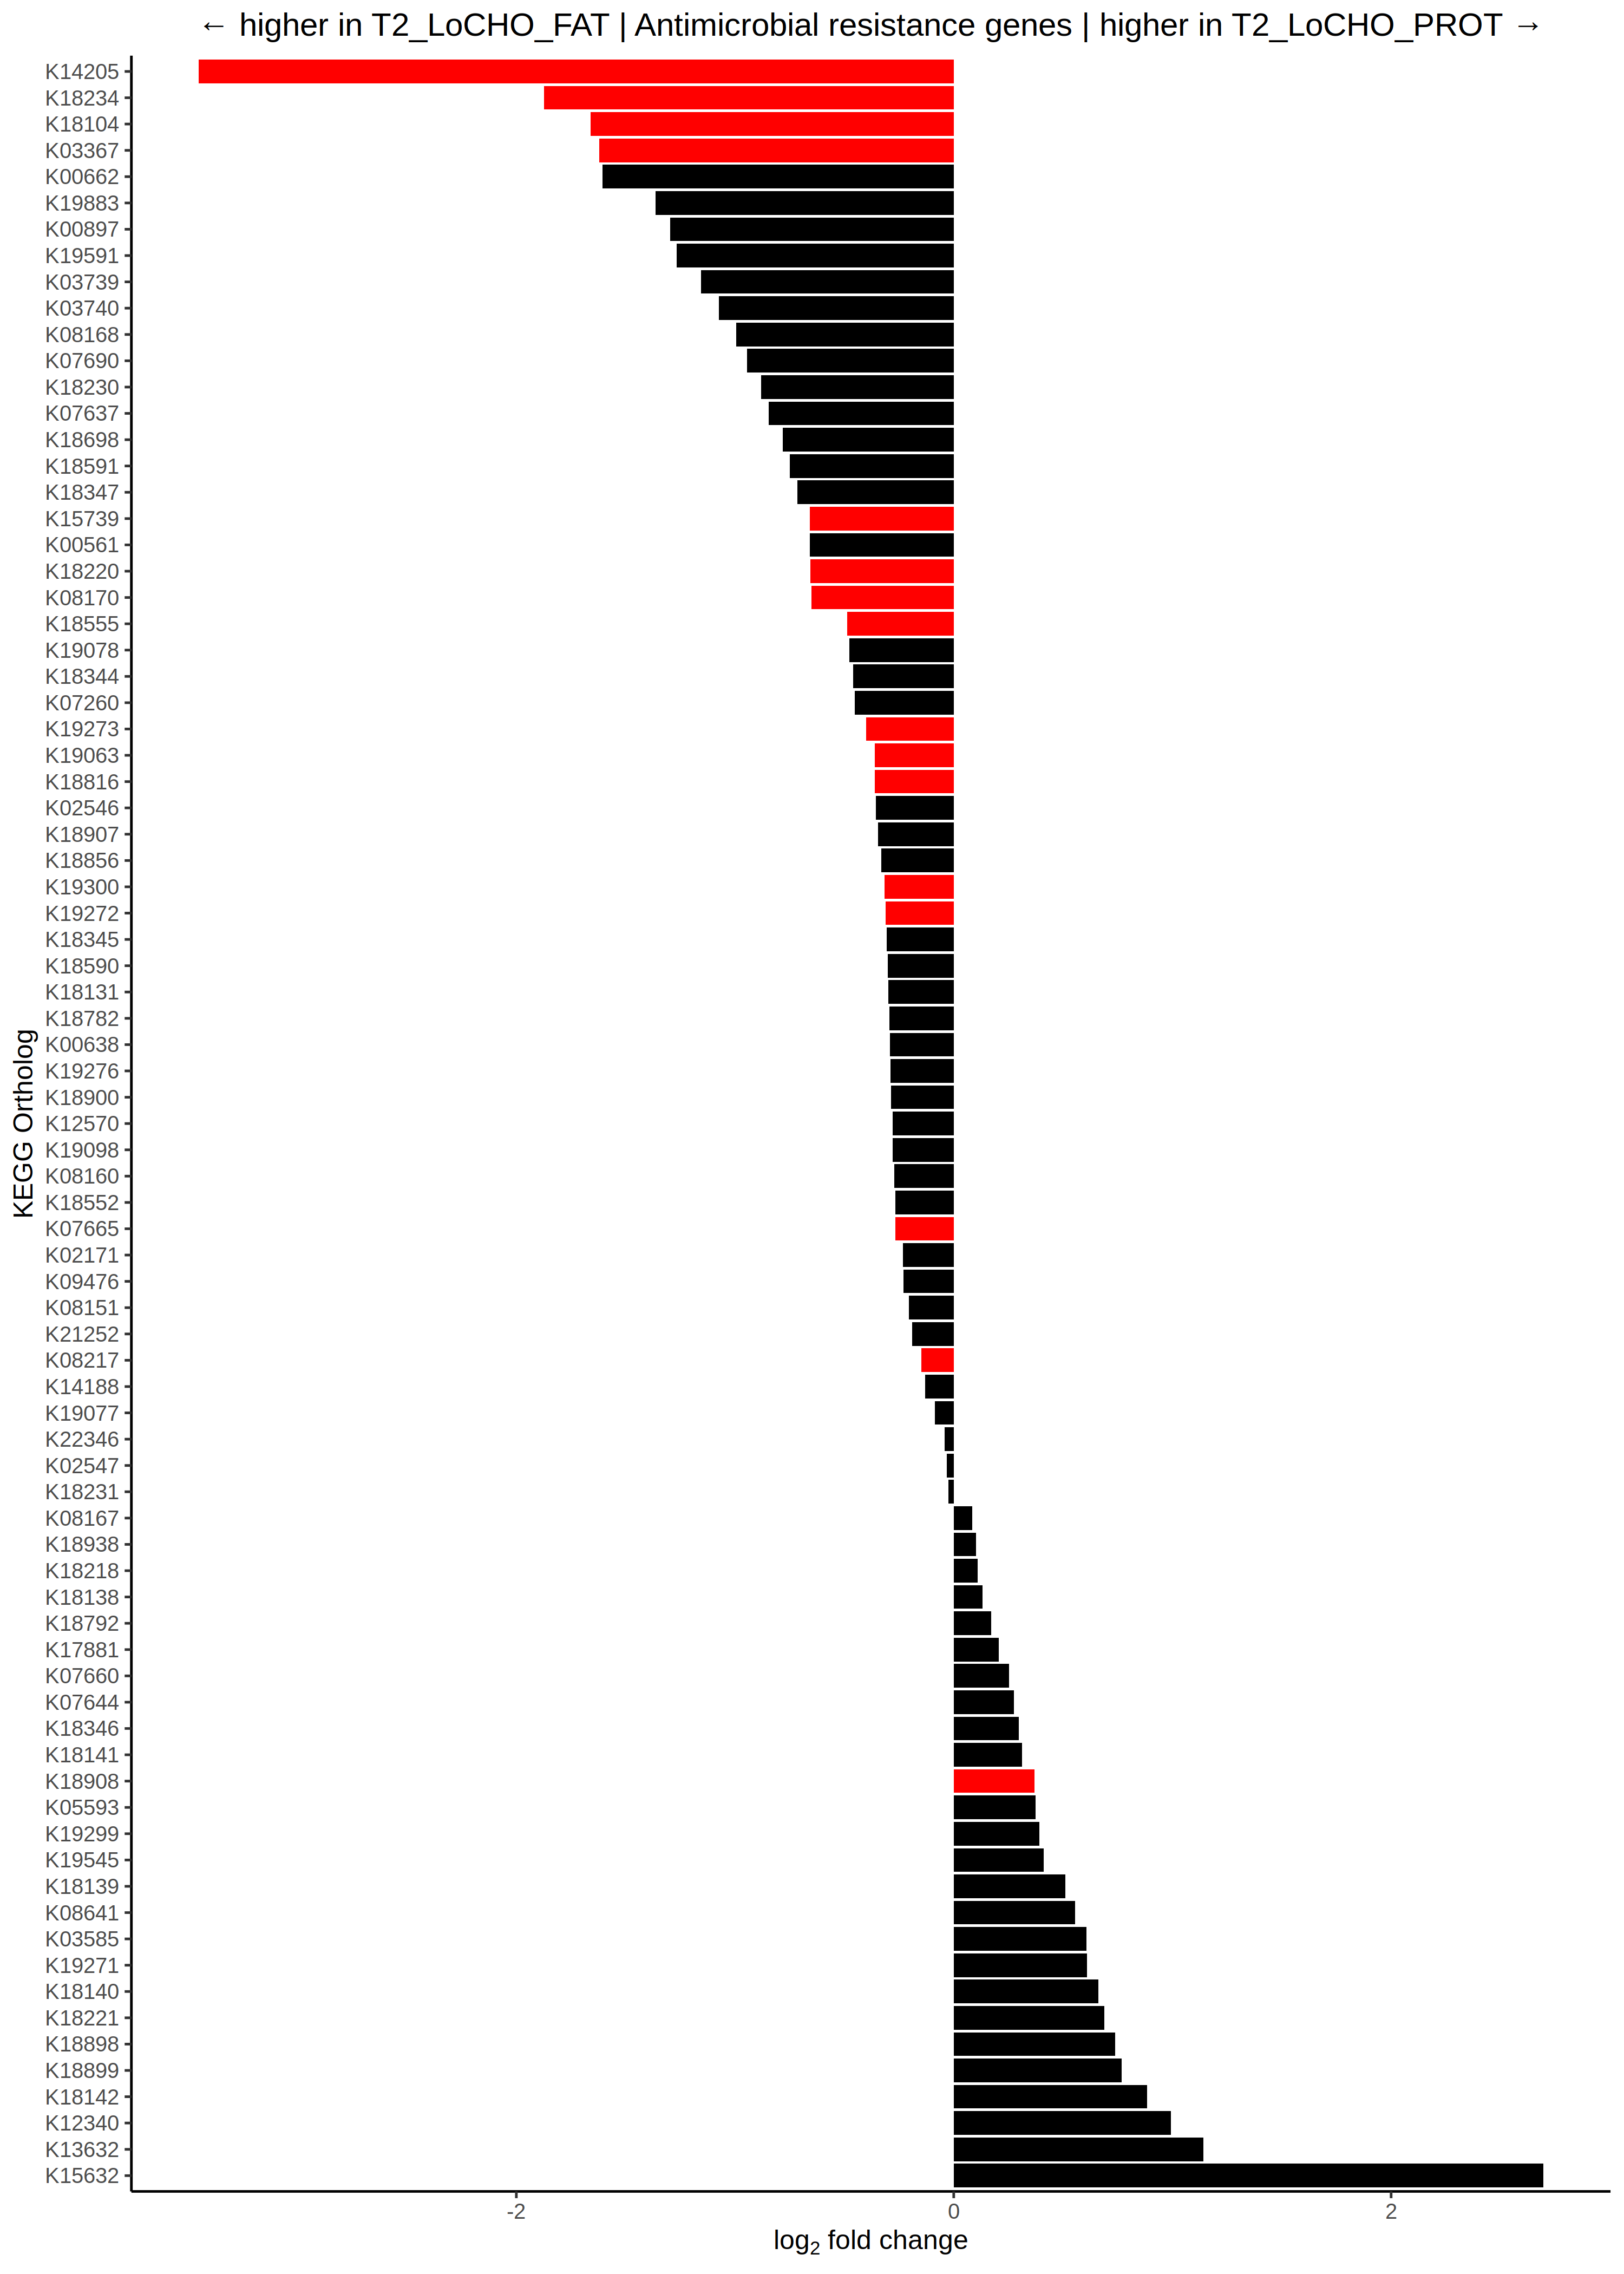 ← higher in T2_LoCHO_FAT | Antimicrobial resistance genes | higher in T2_LoCHO_PROT →
K14205
K18234
K18104
K03367
K00662
K19883
K00897
K19591
K03739
K03740
K08168
K07690
K18230
K07637
K18698
K18591
K18347
K15739
K00561
K18220
K08170
K18555
K19078
K18344
K07260
K19273
K19063
K18816
K02546
K18907
K18856
K19300
K19272
K18345
K18590
K18131
K18782
K00638
K19276
K18900
K12570
K19098
K08160
K18552
K07665
K02171
K09476
K08151
K21252
K08217
K14188
K19077
K22346
K02547
K18231
K08167
K18938
K18218
K18138
K18792
K17881
K07660
K07644
K18346
K18141
K18908
K05593
K19299
K19545
K18139
K08641
K03585
K19271
K18140
K18221
K18898
K18899
K18142
K12340
K13632
K15632
KEGG Ortholog
-2 0 2
log2 fold change